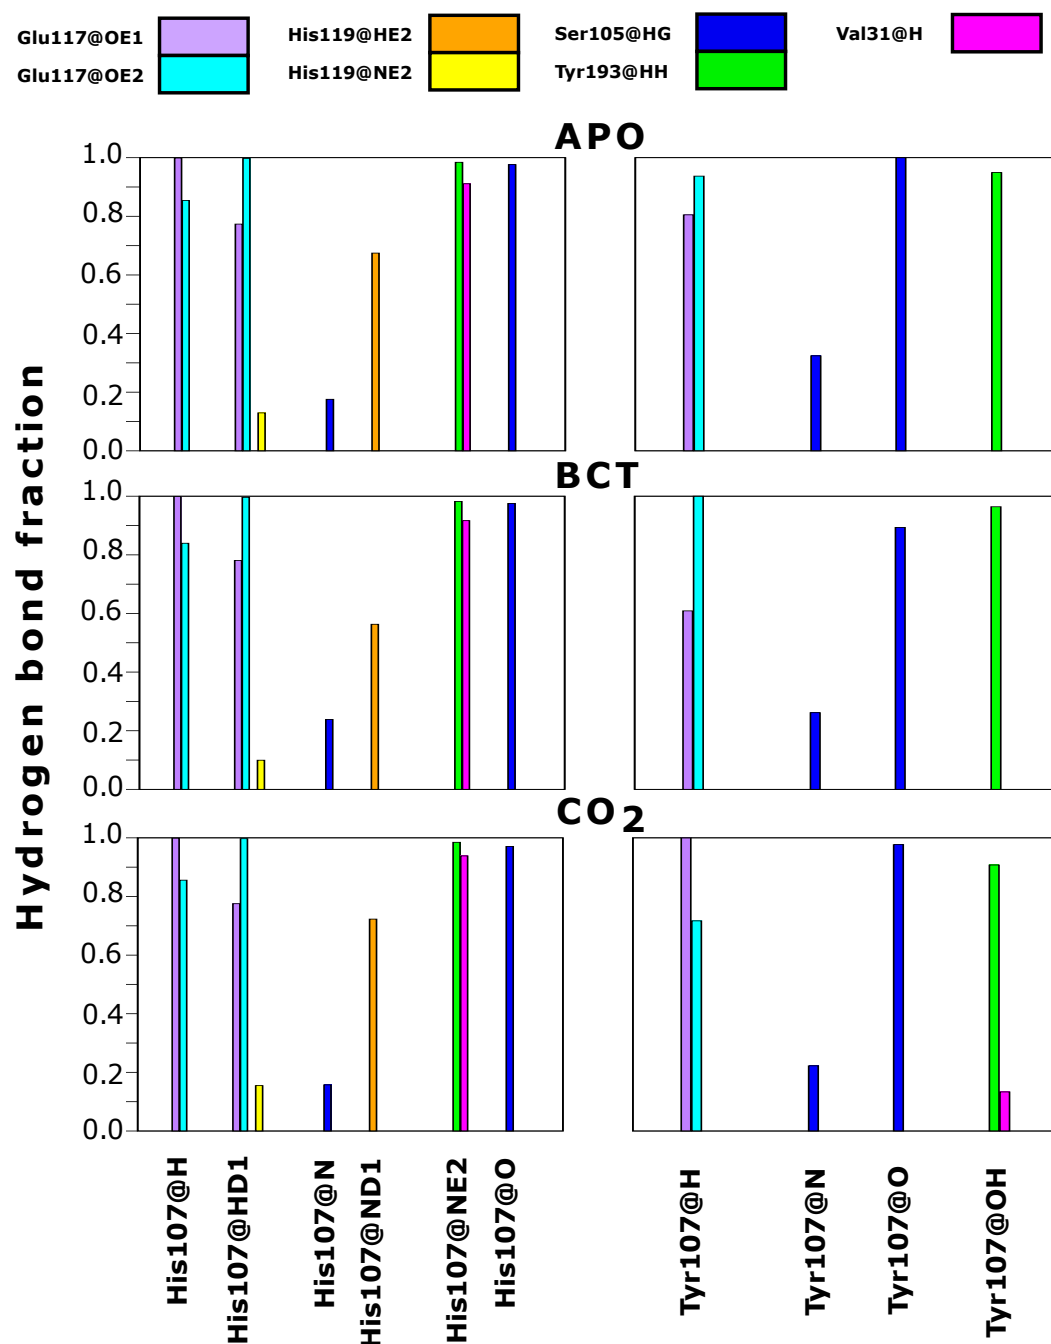 Glu117@OE1
Glu117@OE2
His119@HE2
His119@NE2
Ser105@HG
Tyr193@HH
Val31@H
Hydrogen bond fraction
APO
1.0
0.8
0.6
0.4
0.2
0.0
BCT
1.0
0.8
0.6
0.4
0.2
0.0
CO2
1.0
0.8
0.6
0.4
0.2
0.0
His107@H
His107@HD1
His107@N
His107@ND1
His107@NE2
His107@O
Tyr107@H
Tyr107@N
Tyr107@O
Tyr107@OH